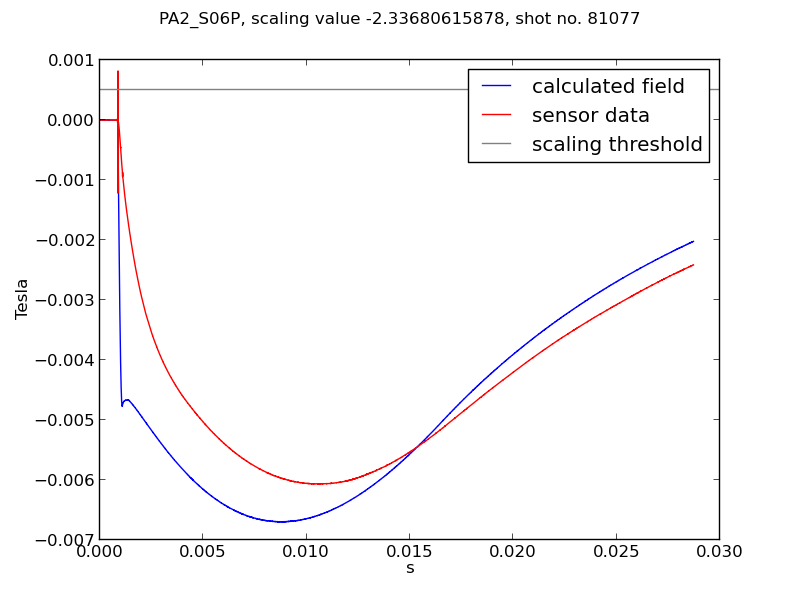 PA2_S06P, scaling value -2.33680615878, shot no. 81077
0.001
0.000
−0.001
−0.002
−0.003
−0.004
−0.005
−0.006
−0.007
Tesla
calculated field
sensor data
scaling threshold
0.000 0.005 0.010 0.015 0.020 0.025 0.030
s